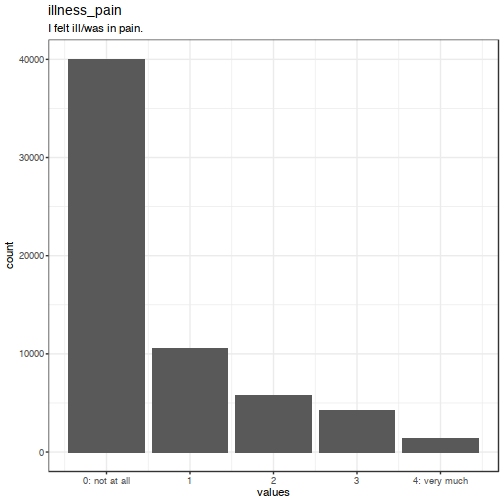 illness_pain
I felt ill/was in pain.
count
40000
30000
20000
10000
0
0: not at all 1 2 3 4: very much
values